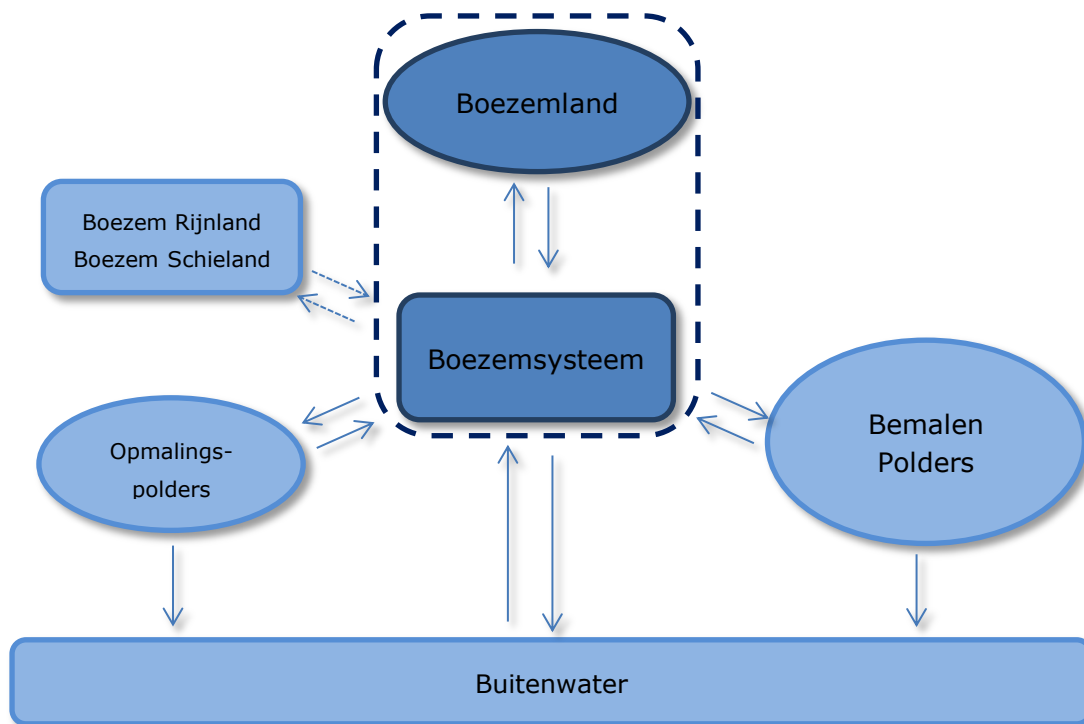 Boezemland
Boezem Rijnland
Boezem Schieland
Boezemsysteem
Opmalings-
polders
Bemalen
Polders
Buitenwater